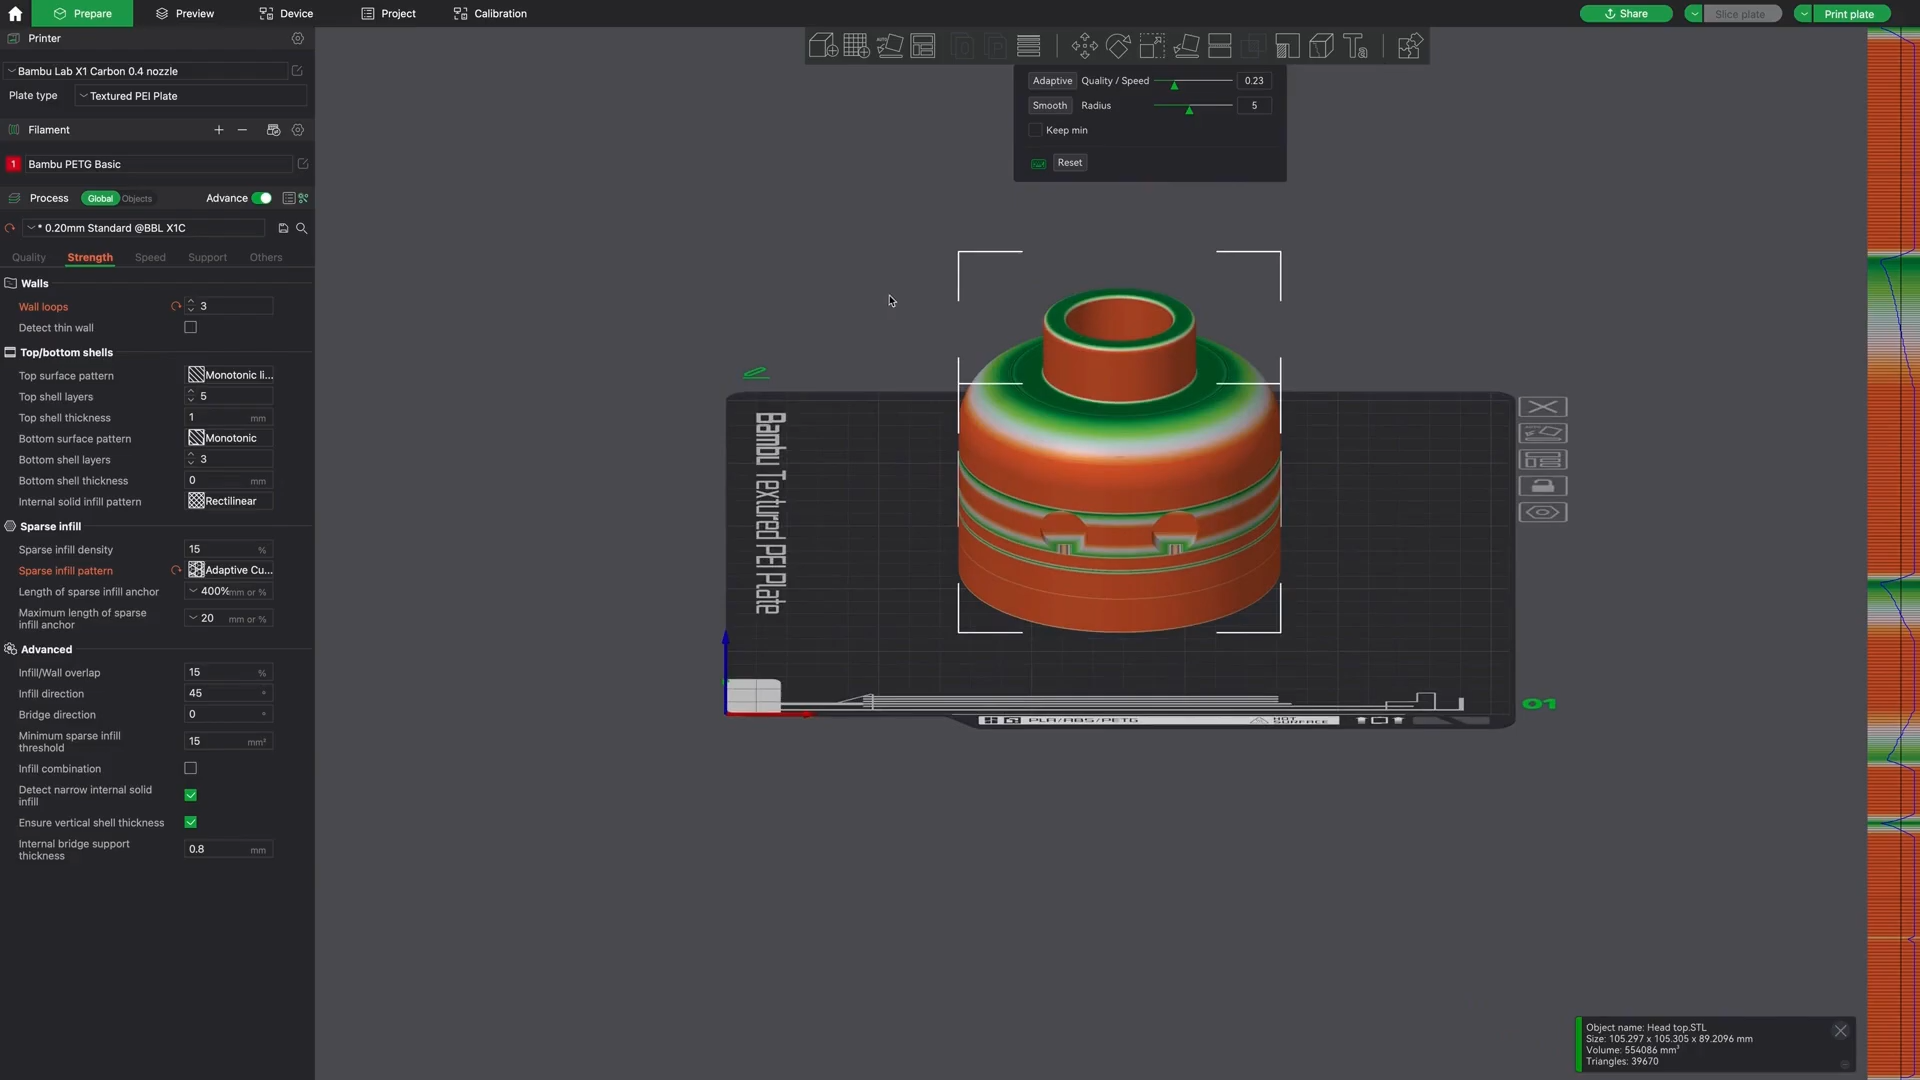 Prepare
Preview
Device
Project
Calibration
Share
Slice plate
Print plate
Printer
Bambu Lab X1 Carbon 0.4 nozzle
Plate type
Textured PEI Plate
Filament
1
Bambu PETG Basic
Process
Global
Objects
Advance
* 0.20mm Standard @BBL X1C
Quality
Strength
Speed
Support
Others
Walls
Wall loops
3
Detect thin wall
Top/bottom shells
Top surface pattern
Monotonic li...
Top shell layers
5
Top shell thickness
1 mm
Bottom surface pattern
Monotonic
Bottom shell layers
3
Bottom shell thickness
0 mm
Internal solid infill pattern
Rectilinear
Sparse infill
Sparse infill density
15 %
Sparse infill pattern
Adaptive Cu...
Length of sparse infill anchor
400% mm or %
Maximum length of sparse
infill anchor
20 mm or %
Advanced
Infill/Wall overlap
15 %
Infill direction
45 °
Bridge direction
0 °
Minimum sparse infill
threshold
15 mm²
Infill combination
Detect narrow internal solid
infill
Ensure vertical shell thickness
Internal bridge support
thickness
0.8 mm
Adaptive
Quality / Speed
0.23
Smooth
Radius
5
Keep min
Reset
Bambu Textured PEI Plate
PLA/ABS/PETG
HOT
SURFACE
01
Object name: Head top.STL
Size: 105.297 x 105.305 x 89.2096 mm
Volume: 554086 mm³
Triangles: 39670